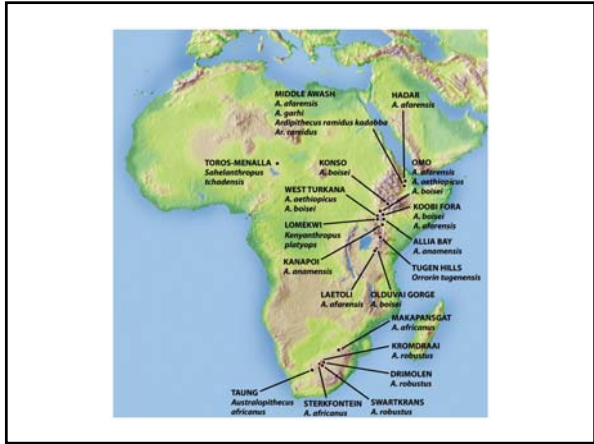 MIDDLE AWASH
A. afarensis
A. garhi
Ardipithecus ramidus kadabba
Ar. ramidus
HADAR
A. afarensis
TOROS-MENALLA
Sahelanthropus
tchadensis
KONSO
A. boisei
OMO
A. afarensis
A. aethiopicus
A. boisei
WEST TURKANA
A. aethiopicus
A. boisei
KOOBI FORA
A. boisei
A. afarensis
LOMEKWI
Kenyanthropus
platyops
ALLIA BAY
A. anamensis
KANAPOI
A. anamensis
TUGEN HILLS
Orrorin tugenensis
LAETOLI
A. afarensis
OLDUVAI GORGE
A. boisei
MAKAPANSGAT
A. africanus
KROMDRAAI
A. robustus
DRIMOLEN
A. robustus
TAUNG
Australopithecus
africanus
STERKFONTEIN
A. africanus
SWARTKRANS
A. robustus